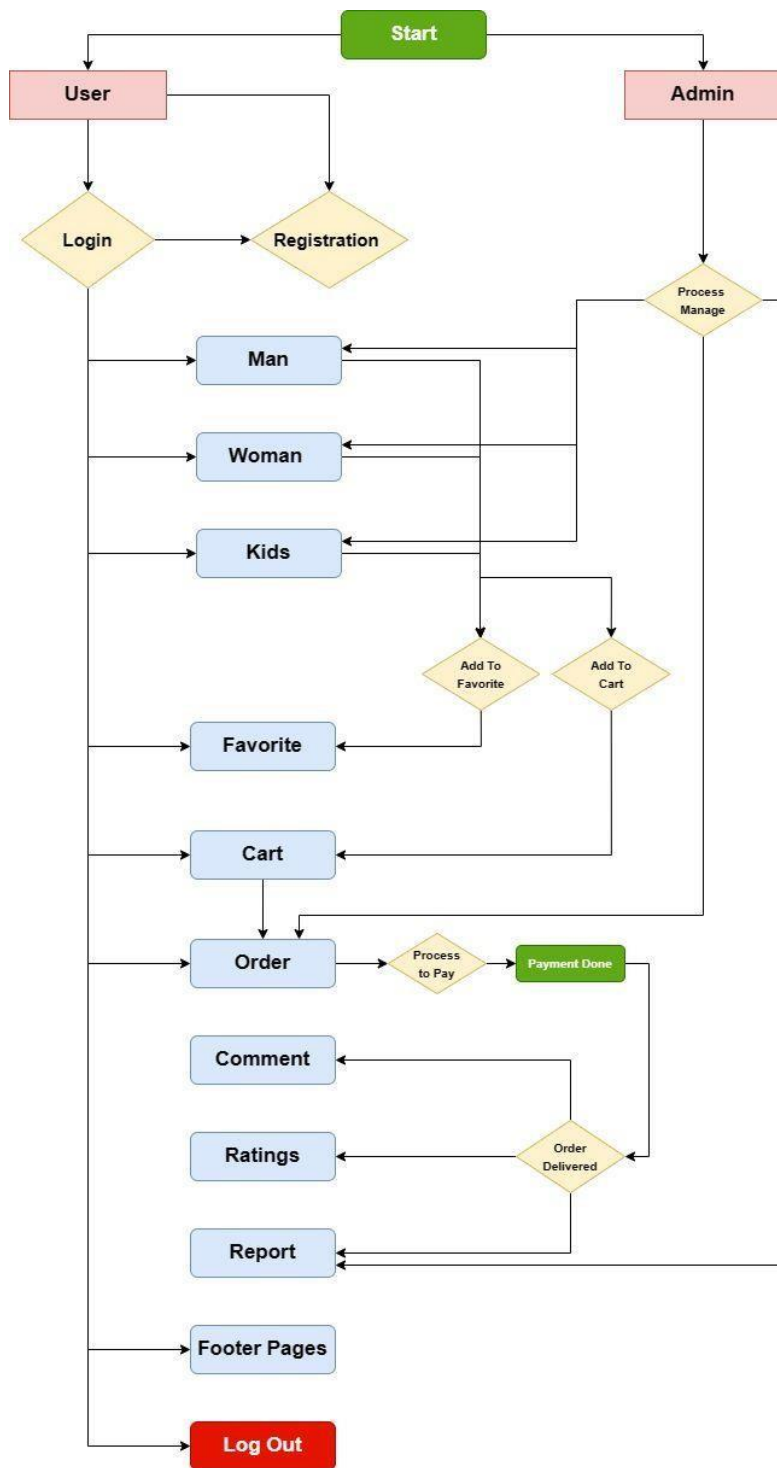 Start
User
Admin
Login
Registration
Process
Manage
Man
Woman
Kids
Add To
Favorite
Add To
Cart
Favorite
Cart
Order
Process
to Pay
Payment Done
Comment
Ratings
Order
Delivered
Report
Footer Pages
Log Out